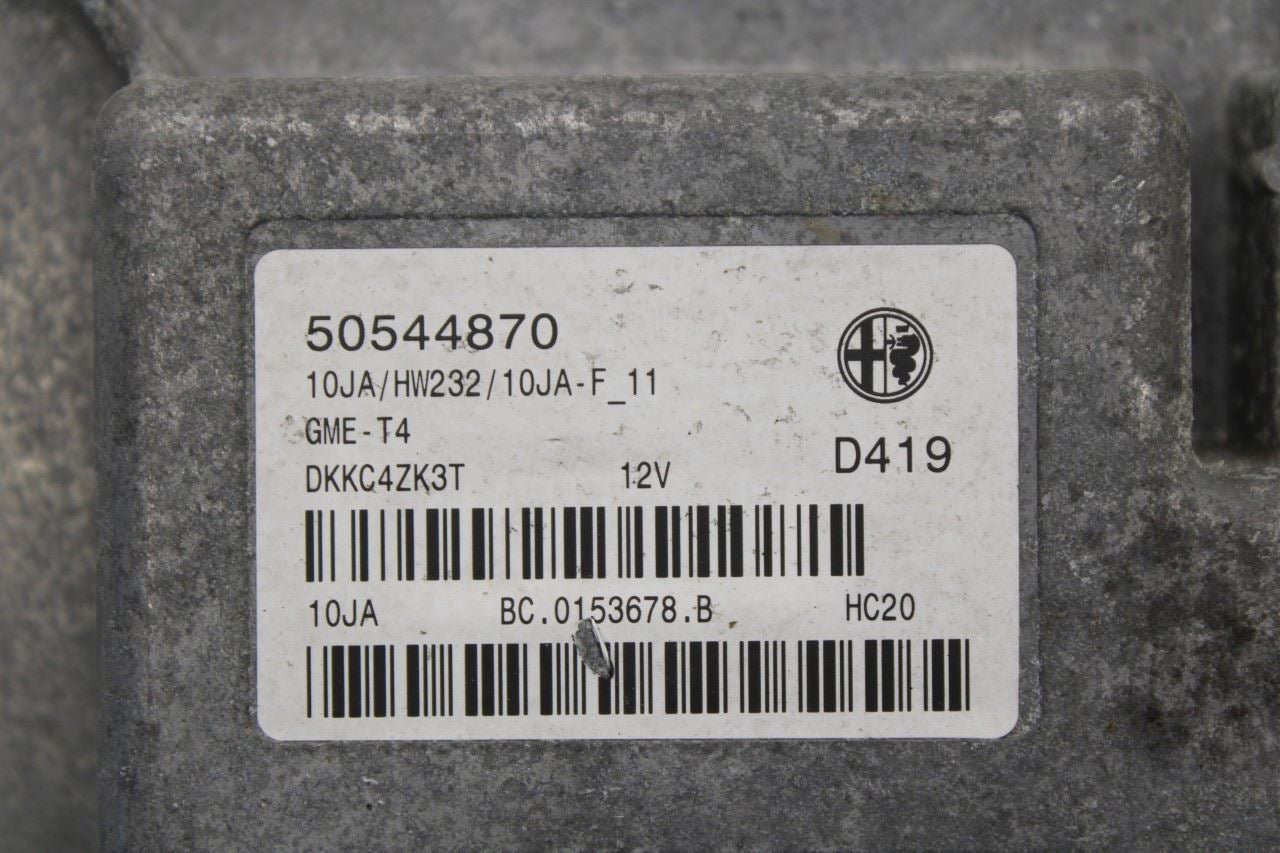 50544870
10JA/HW232/10JA-F_11
GME-T4
DKKC4ZK3T 12V D419
10JA BC.0153678.B HC20